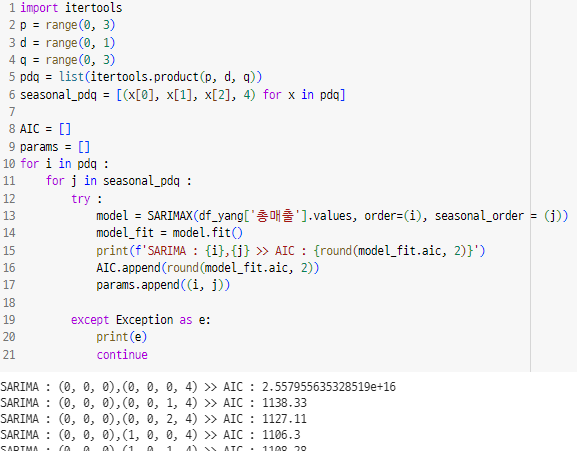 1 import itertools
2 p = range(0, 3)
3 d = range(0, 1)
4 q = range(0, 3)
5 pdq = list(itertools.product(p, d, q))
6 seasonal_pdq = [(x[0], x[1], x[2], 4) for x in pdq]
7
8 AIC = []
9 params = []
10 for i in pdq :
11     for j in seasonal_pdq :
12         try :
13             model = SARIMAX(df_yang['총매출'].values, order=(i), seasonal_order = (j))
14             model_fit = model.fit()
15             print(f'SARIMA : {i},{j} >> AIC : {round(model_fit.aic, 2)}')
16             AIC.append(round(model_fit.aic, 2))
17             params.append((i, j))
18
19         except Exception as e:
20             print(e)
21             continue
SARIMA : (0, 0, 0),(0, 0, 0, 4) >> AIC : 2.557955635328519e+16
SARIMA : (0, 0, 0),(0, 0, 1, 4) >> AIC : 1138.33
SARIMA : (0, 0, 0),(0, 0, 2, 4) >> AIC : 1127.11
SARIMA : (0, 0, 0),(1, 0, 0, 4) >> AIC : 1106.3
SARIMA : (0, 0, 0),(1, 0, 1, 4) >> AIC : 1108.28